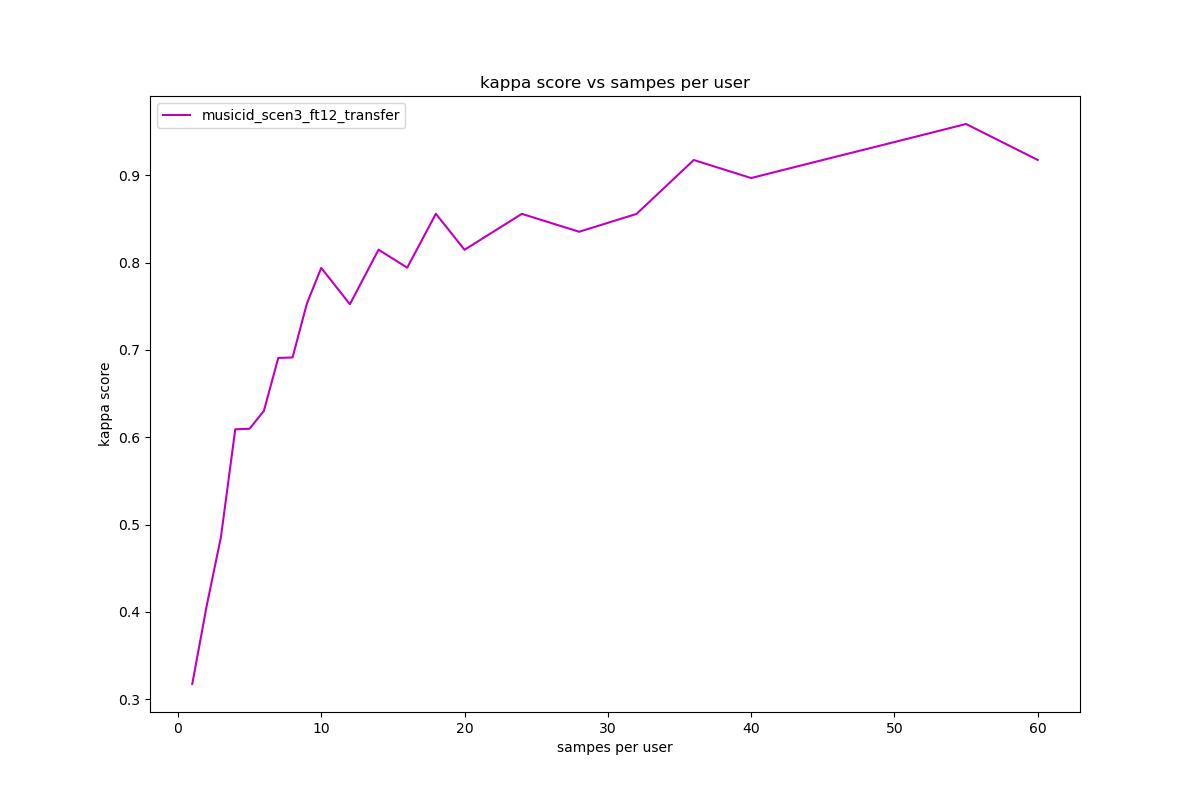 kappa score vs sampes per user
musicid_scen3_ft12_transfer
kappa score
0.9
0.8
0.7
0.6
0.5
0.4
0.3
0 10 20 30 40 50 60
sampes per user